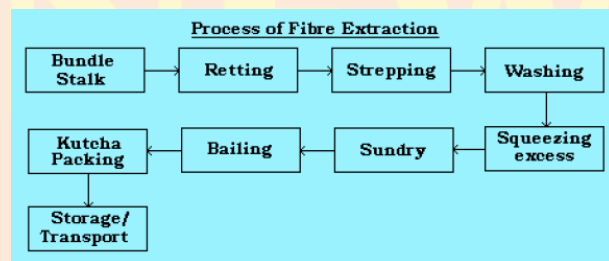 Process of Fibre Extraction
Bundle
Stalk
Retting
Strepping
Washing
Squeezing
excess
Sundry
Bailing
Kutcha
Packing
Storage/
Transport